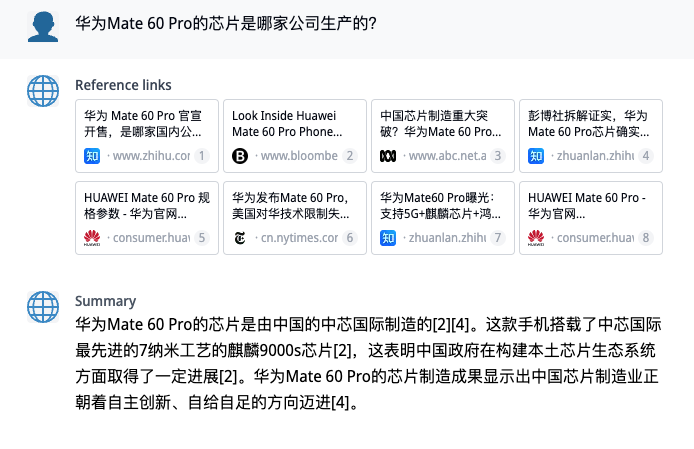 华为Mate 60 Pro的芯片是哪家公司生产的?
Reference links
华为 Mate 60 Pro 官宣
开售，是哪家国内公...
知 · www.zhihu.cor 1
Look Inside Huawei
Mate 60 Pro Phone...
B · www.bloombe 2
中国芯片制造重大突
破？华为Mate 60 Pro...
· www.abc.net.a 3
彭博社拆解证实，华为
Mate 60 Pro芯片确实...
知 · zhuanlan.zhihu 4
HUAWEI Mate 60 Pro 规
格参数 - 华为官网...
HUAWEI · consumer.huaw 5
华为发布Mate 60 Pro，
美国对华技术限制失...
T · cn.nytimes.cor 6
华为Mate60 Pro曝光：
支持5G+麒麟芯片+鸿...
知 · zhuanlan.zhihu 7
HUAWEI Mate 60 Pro -
华为官网...
HUAWEI · consumer.huaw 8
Summary
华为Mate 60 Pro的芯片是由中国的中芯国际制造的[2][4]。这款手机搭载了中芯国际
最先进的7纳米工艺的麒麟9000s芯片[2]，这表明中国政府在构建本土芯片生态系统
方面取得了一定进展[2]。华为Mate 60 Pro的芯片制造成果显示出中国芯片制造业正
朝着自主创新、自给自足的方向迈进[4]。